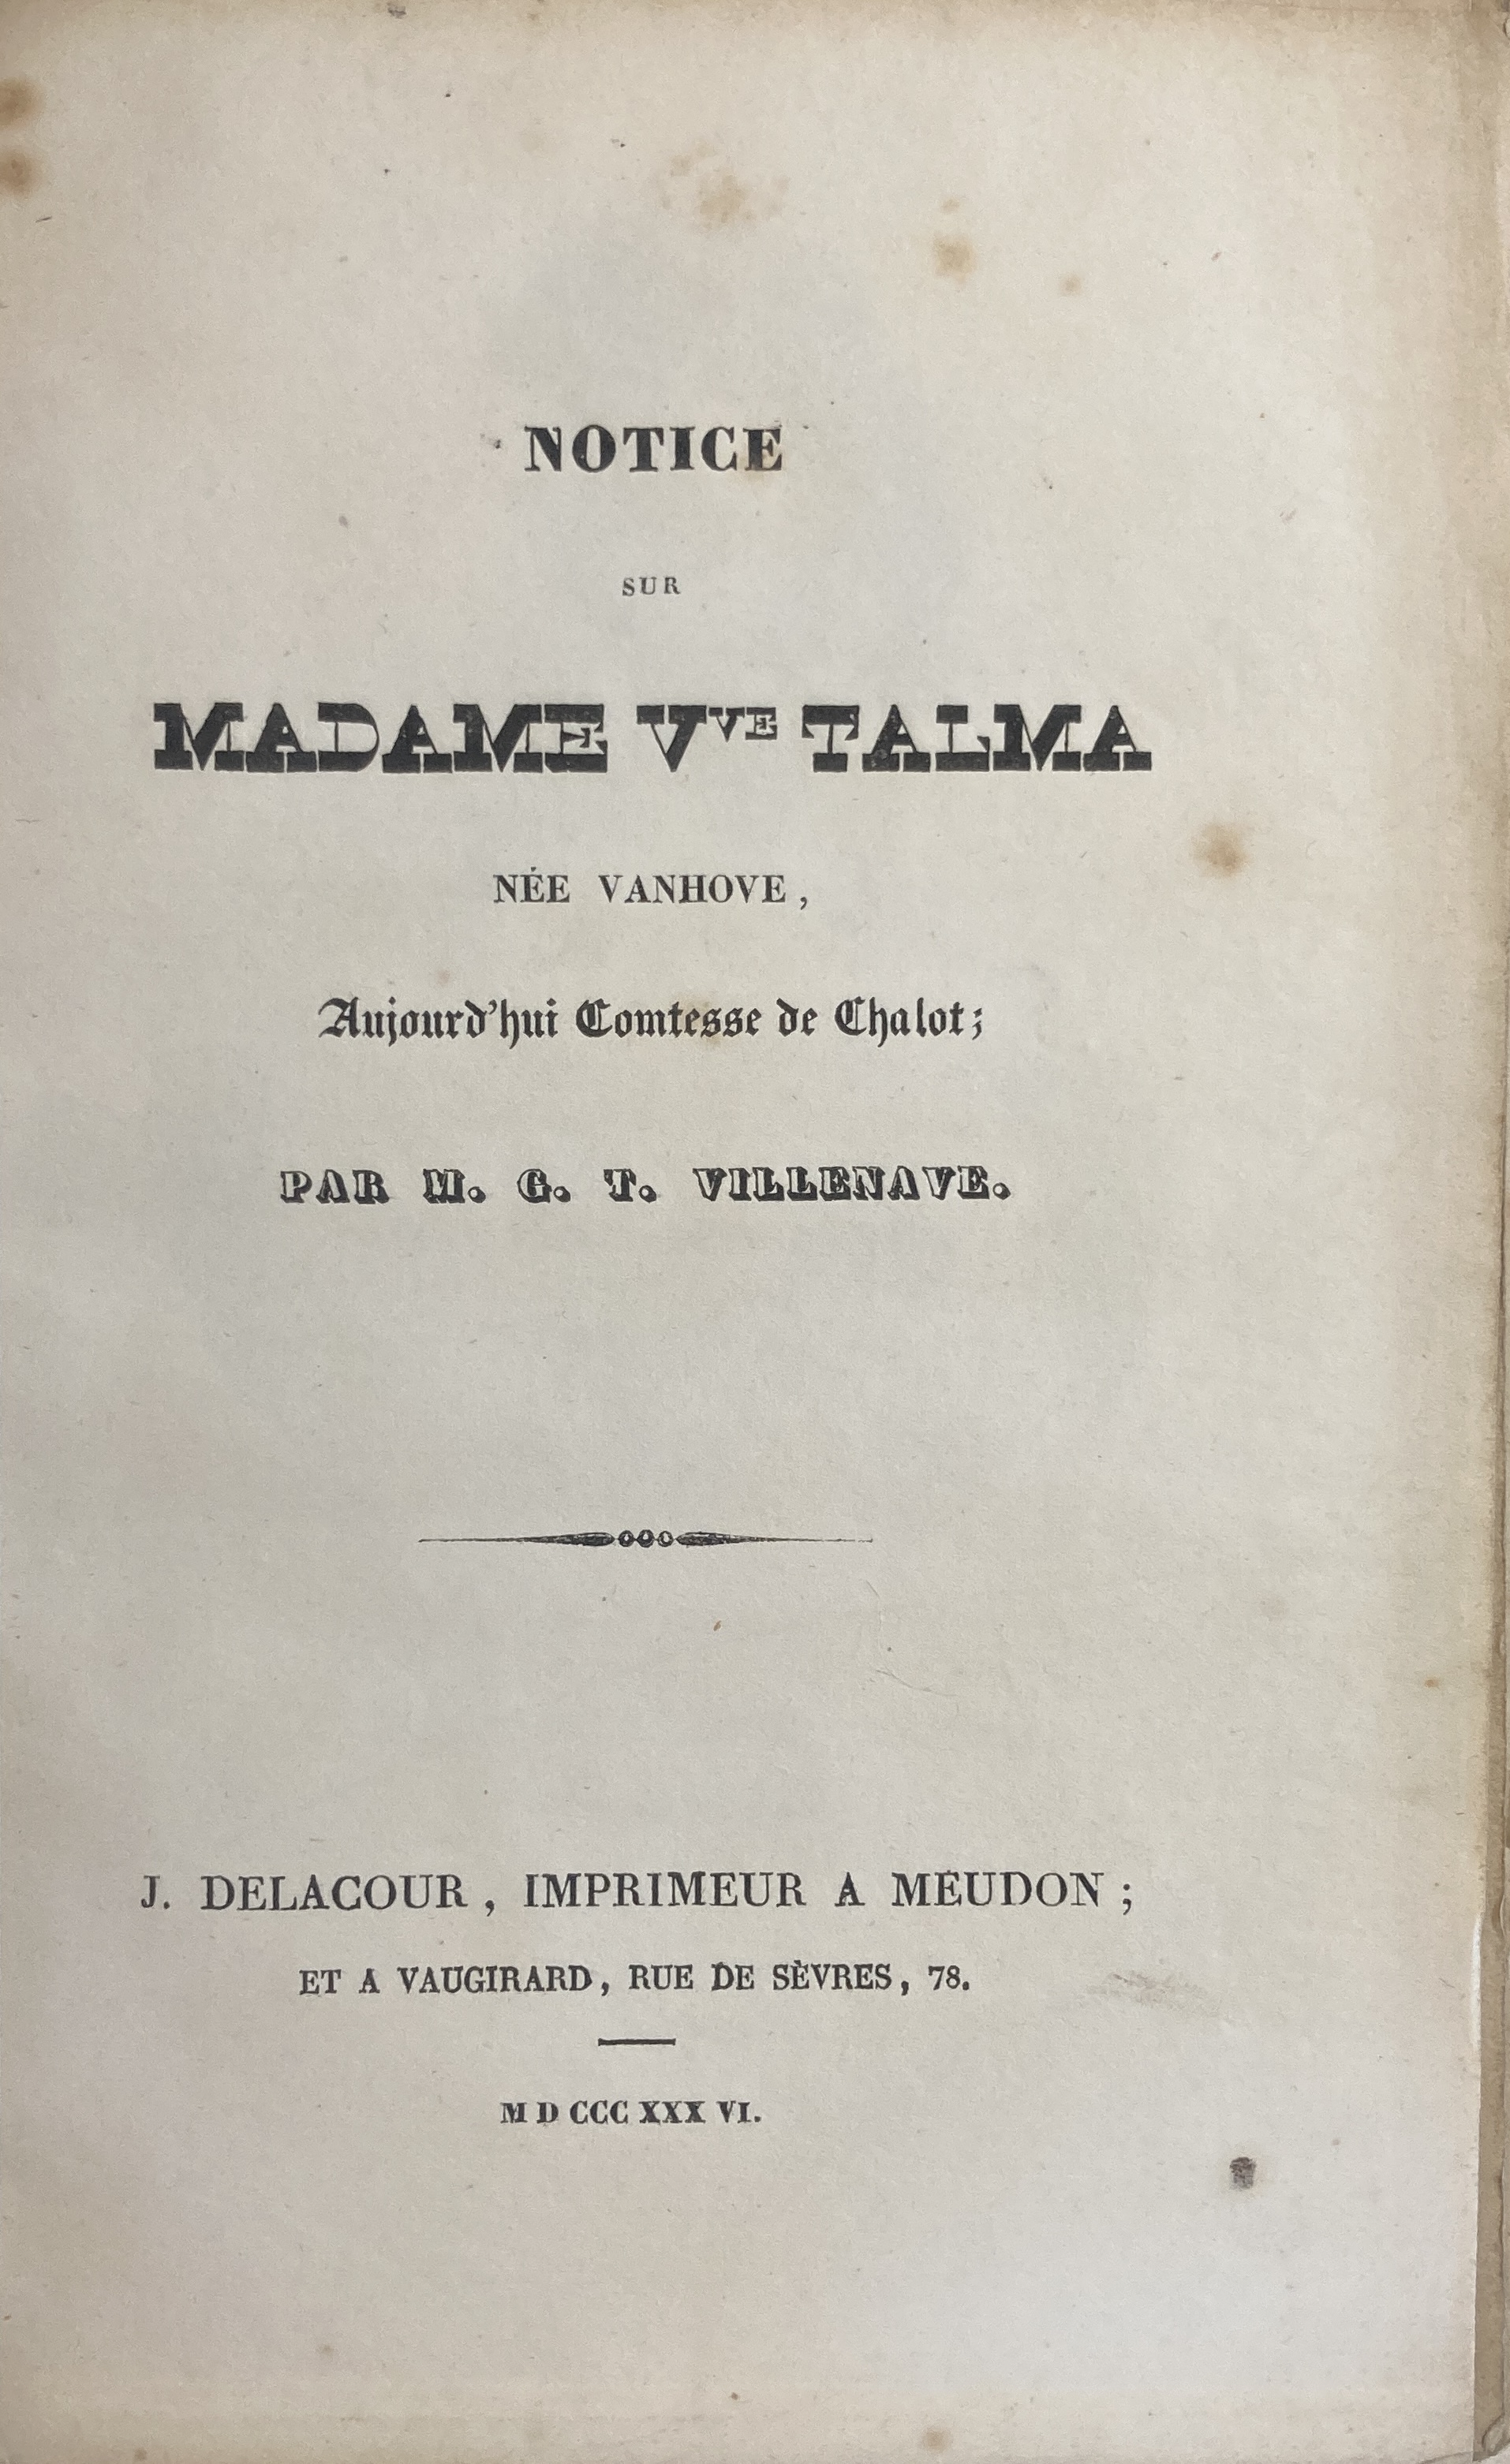 NOTICE
SUR
MADAME VVE TALMA
NÉE VANHOVE,
Aujourd'hui Comtesse de Chalot;
PAR M. G. T. VILLENAVE.
J. DELACOUR, IMPRIMEUR A MEUDON;
ET A VAUGIRARD, RUE DE SÈVRES, 78.
M D CCC XXX VI.